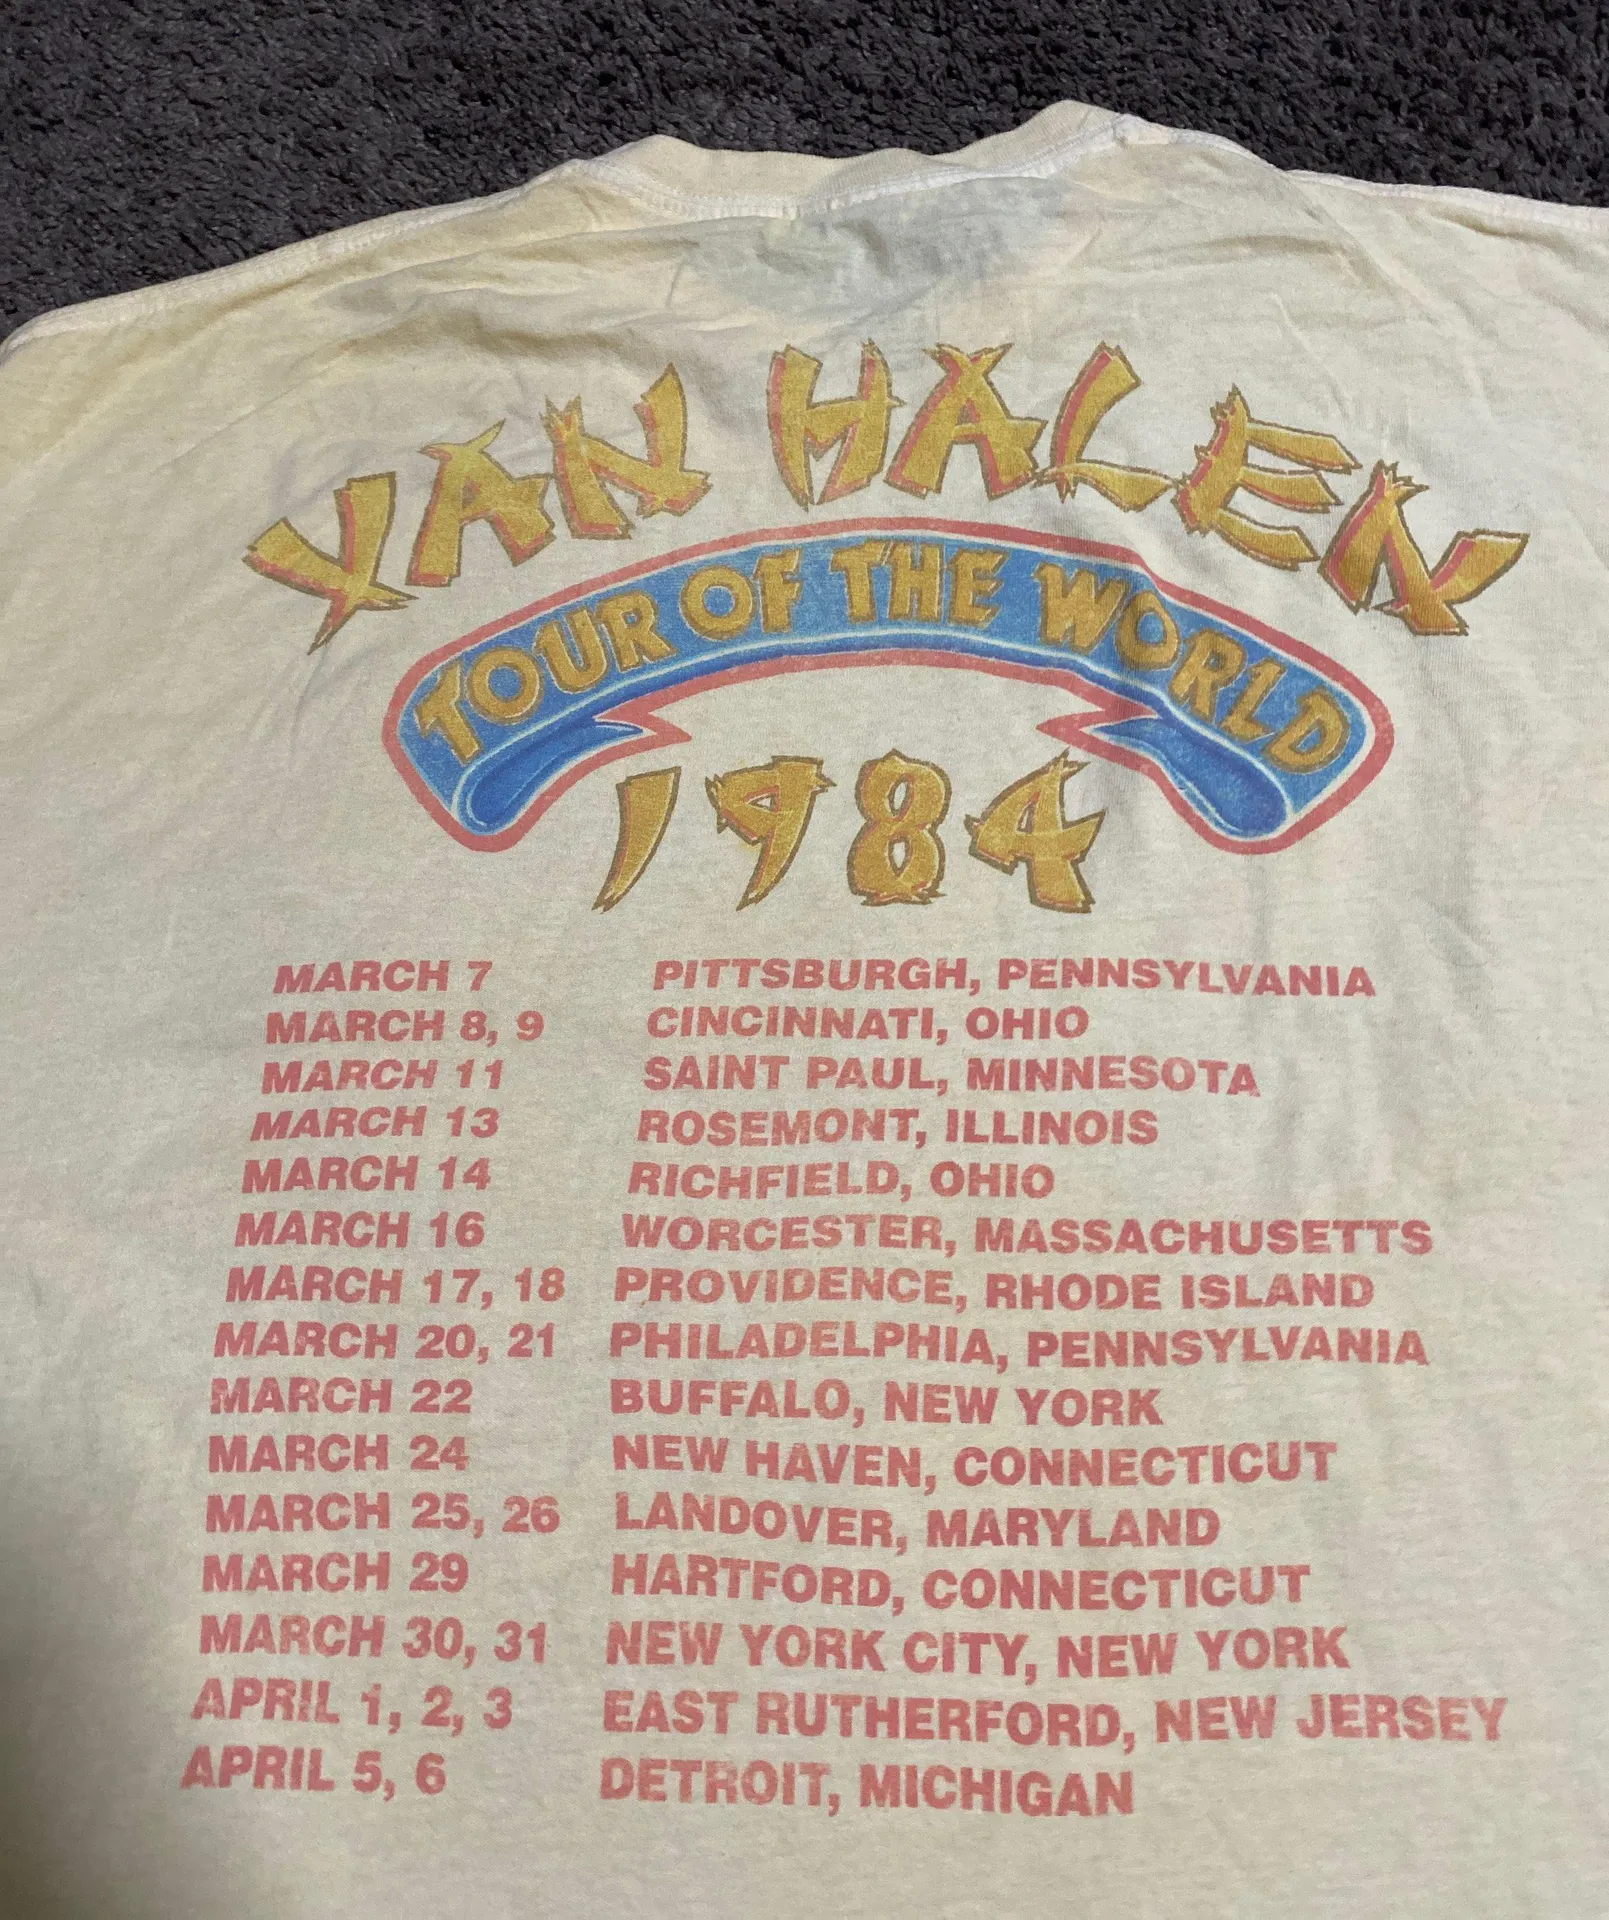 VAN HALEN
TOUR OF THE WORLD
1984
MARCH 7 PITTSBURGH, PENNSYLVANIA
MARCH 8, 9 CINCINNATI, OHIO
MARCH 11 SAINT PAUL, MINNESOTA
MARCH 13 ROSEMONT, ILLINOIS
MARCH 14 RICHFIELD, OHIO
MARCH 16 WORCESTER, MASSACHUSETTS
MARCH 17, 18 PROVIDENCE, RHODE ISLAND
MARCH 20, 21 PHILADELPHIA, PENNSYLVANIA
MARCH 22 BUFFALO, NEW YORK
MARCH 24 NEW HAVEN, CONNECTICUT
MARCH 25, 26 LANDOVER, MARYLAND
MARCH 29 HARTFORD, CONNECTICUT
MARCH 30, 31 NEW YORK CITY, NEW YORK
APRIL 1, 2, 3 EAST RUTHERFORD, NEW JERSEY
APRIL 5, 6 DETROIT, MICHIGAN